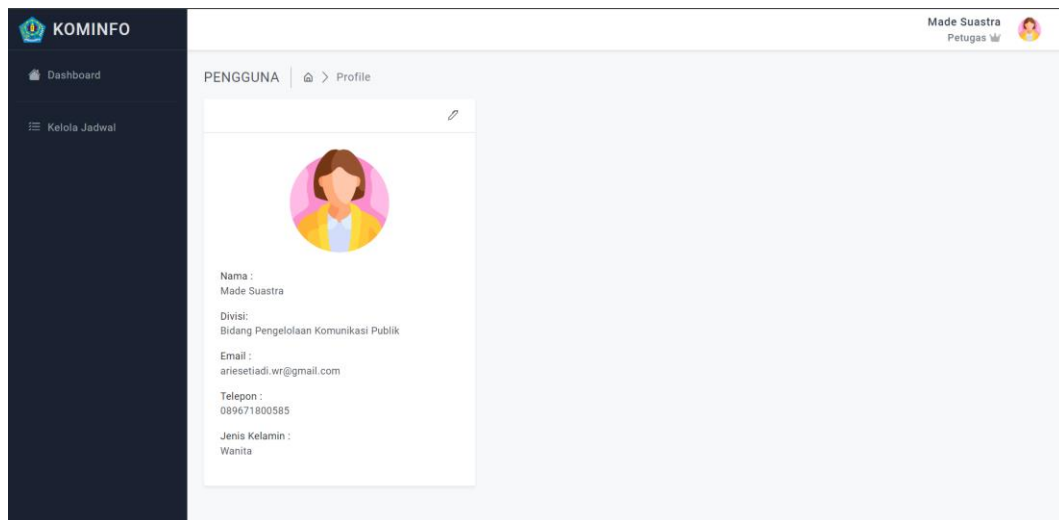 KOMINFO
Made Suastra
Petugas
Dashboard
Kelola Jadwal
PENGGUNA
> Profile
Nama :
Made Suastra
Divisi:
Bidang Pengelolaan Komunikasi Publik
Email :
ariesetiadi.wr@gmail.com
Telepon :
089671800585
Jenis Kelamin :
Wanita